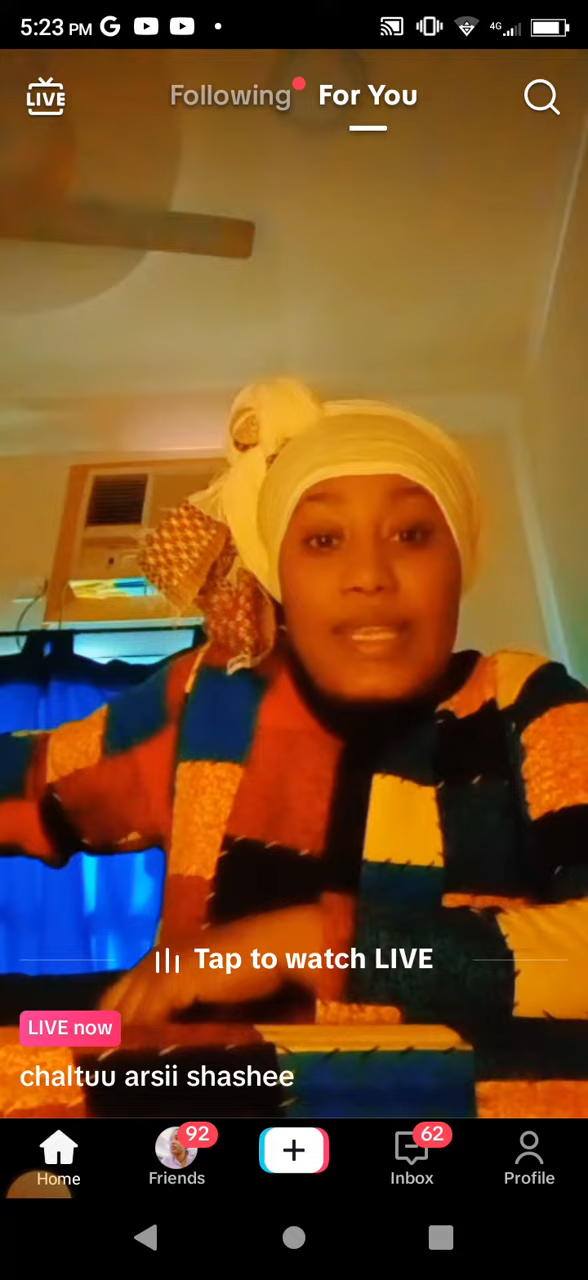 5:23 PM G 4G
LIVE Following For You
Tap to watch LIVE
LIVE now
chaltuu arsii shashee
92 62
Home Friends Inbox Profile